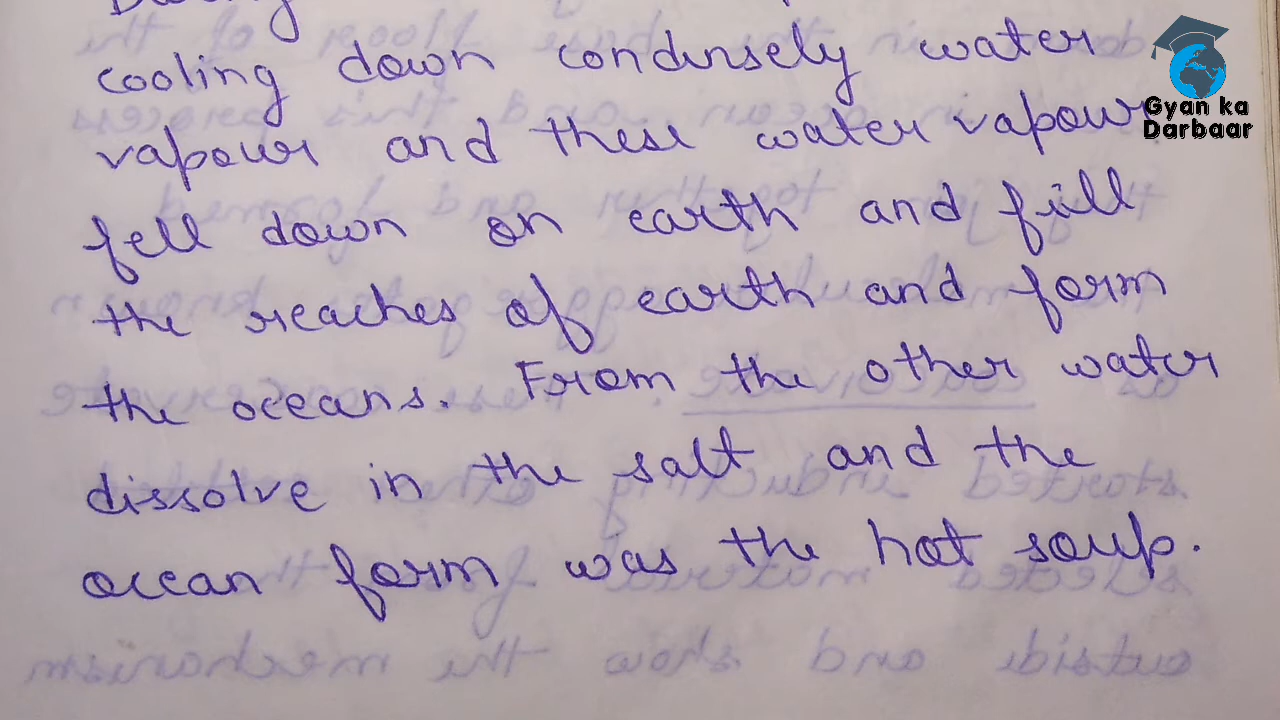 cooling down condensely water
vapour and these water vapour
fell down on earth and fill
the reaches of earth and form
the oceans. From the other water
dissolve in the salt and the
ocean form was the hot soup.
Gyan ka
Darbaar